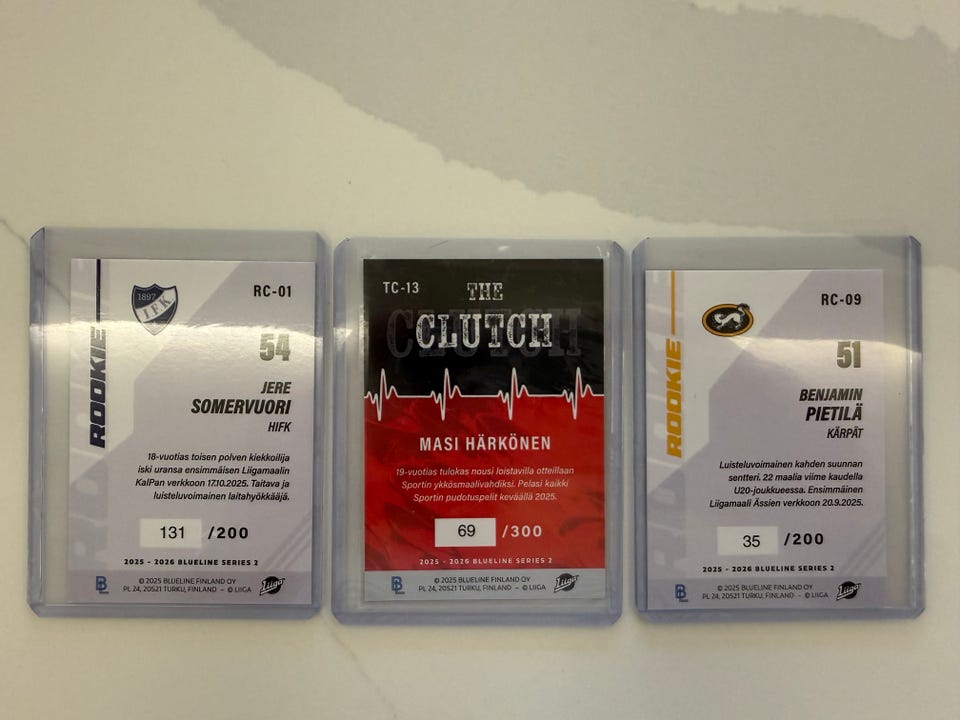 1897
I.F.K.
RC-01
ROOKIE
54
JERE
SOMERVUORI
HIFK
18-vuotias toisen polven kiekkoilija
iski uransa ensimmäisen Liigamaalin
KalPan verkkoon 17.10.2025. Taitava ja
luisteluvoimainen laitahyökkääjä.
131 /200
2025 - 2026 BLUELINE SERIES 2
BL
© 2025 BLUELINE FINLAND OY
PL 24, 20521 TURKU, FINLAND – © LIIGA
Liiga
TC-13
THE
CLUTCH
MASI HÄRKÖNEN
19-vuotias tulokas nousi loistavilla otteillaan
Sportin ykkösmaalivahdiksi. Pelasi kaikki
Sportin pudotuspelit keväällä 2025.
69 /300
2025 - 2026 BLUELINE SERIES 2
BL
© 2025 BLUELINE FINLAND OY
PL 24, 20521 TURKU, FINLAND – © LIIGA
Liiga
RC-09
ROOKIE
51
BENJAMIN
PIETILÄ
KÄRPÄT
Luisteluvoimainen kahden suunnan
sentteri. 22 maalia viime kaudella
U20-joukkueessa. Ensimmäinen
Liigamaali Ässien verkkoon 20.9.2025.
35 /200
2025 - 2026 BLUELINE SERIES 2
BL
© 2025 BLUELINE FINLAND OY
PL 24, 20521 TURKU, FINLAND – © LIIGA
Liiga